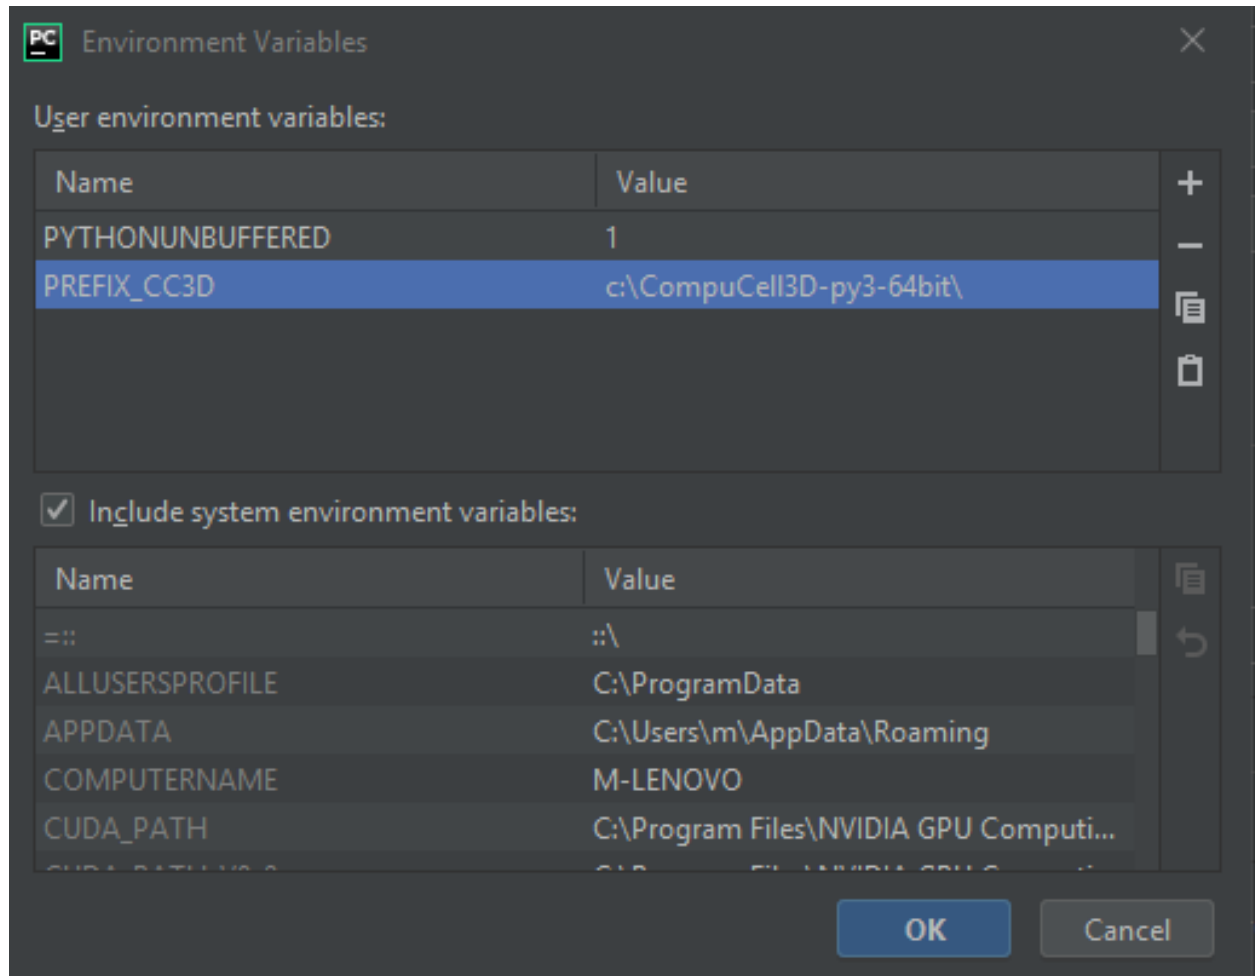 PC Environment Variables
User environment variables:
Name Value
PYTHONUNBUFFERED 1
PREFIX_CC3D c:\CompuCell3D-py3-64bit\
Include system environment variables:
Name Value
=:: ::\
ALLUSERSPROFILE C:\ProgramData
APPDATA C:\Users\m\AppData\Roaming
COMPUTERNAME M-LENOVO
CUDA_PATH C:\Program Files\NVIDIA GPU Computi...
OK Cancel